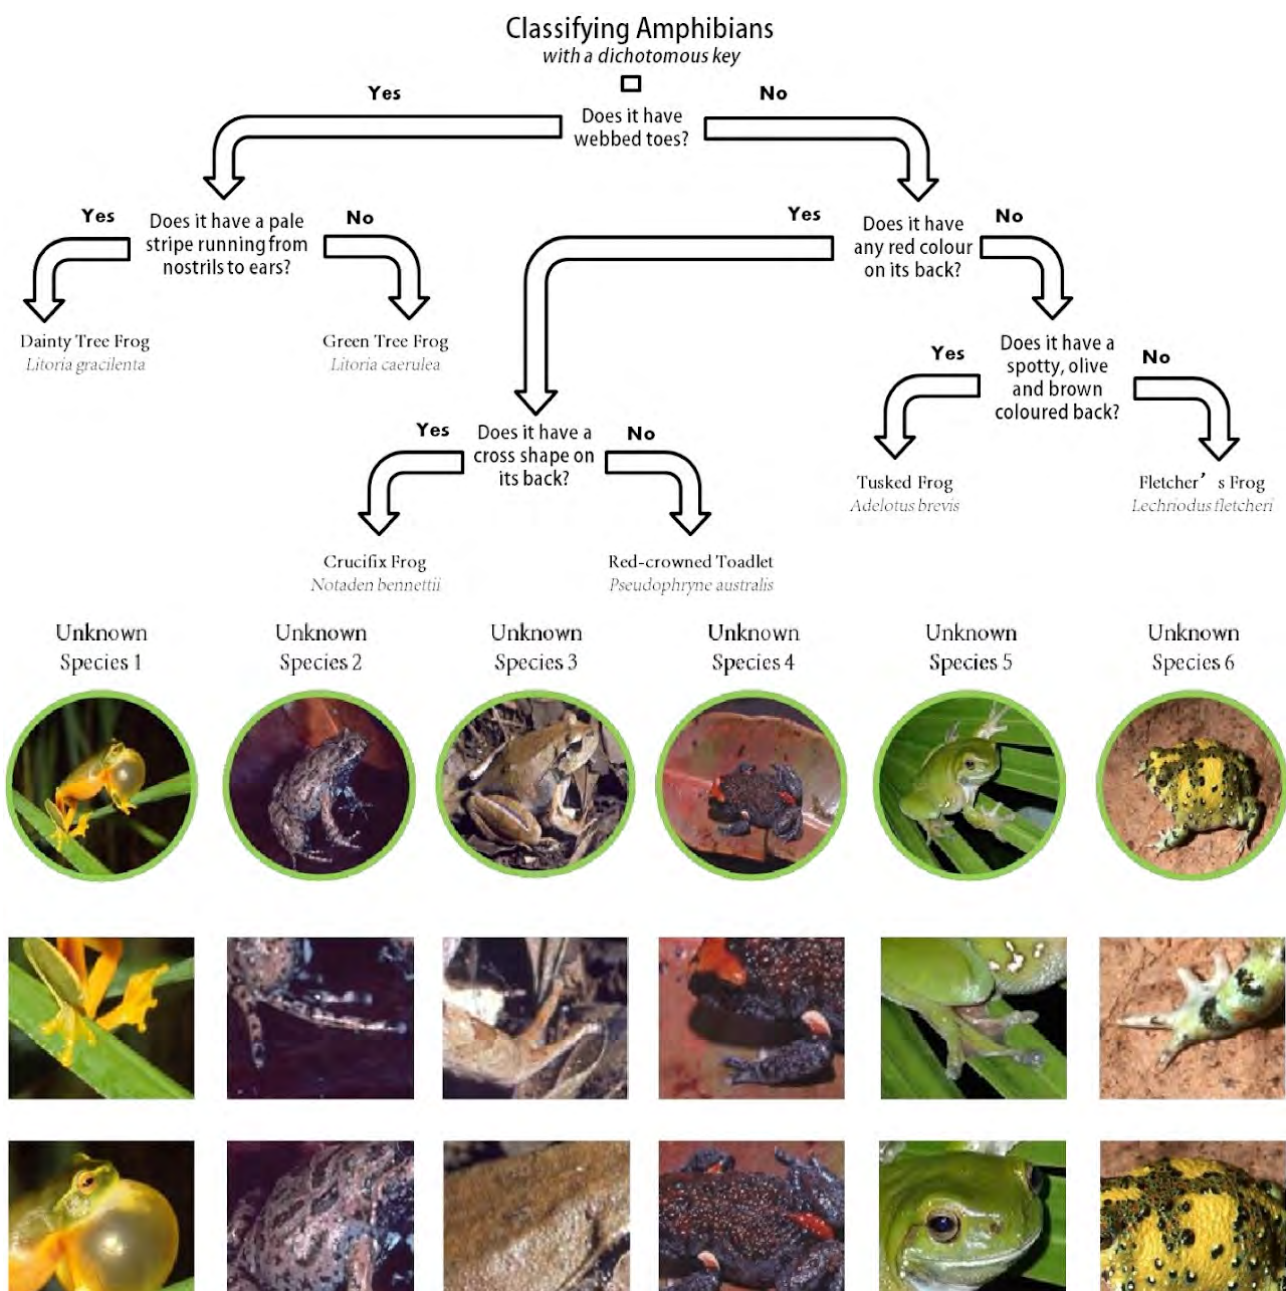 Classifying Amphibians
with a dichotomous key
Yes
No
Does it have
webbed toes?
Yes
Does it have a pale
stripe running from
nostrils to ears?
No
Yes
Does it have
any red colour
on its back?
No
Dainty Tree Frog
Litoria gracilenta
Green Tree Frog
Litoria caerulea
Yes
Does it have a
spotty, olive
and brown
coloured back?
No
Yes
Does it have a
cross shape on
its back?
No
Tusked Frog
Adelotus brevis
Fletcher’ s Frog
Lechriodus fletcheri
Crucifix Frog
Notaden bennettii
Red-crowned Toadlet
Pseudophryne australis
Unknown
Species 1
Unknown
Species 2
Unknown
Species 3
Unknown
Species 4
Unknown
Species 5
Unknown
Species 6